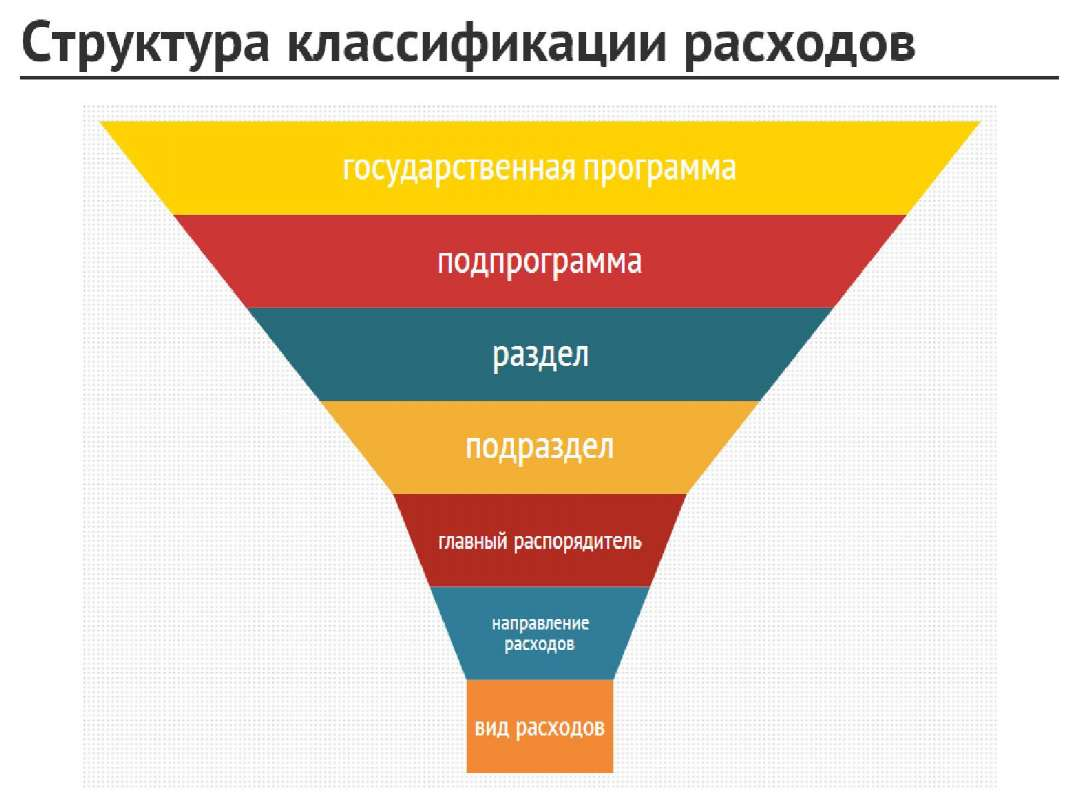 Структура классификации расходов
государственная программа
подпрограмма
раздел
подраздел
главный распорядитель
направление
расходов
вид расходов